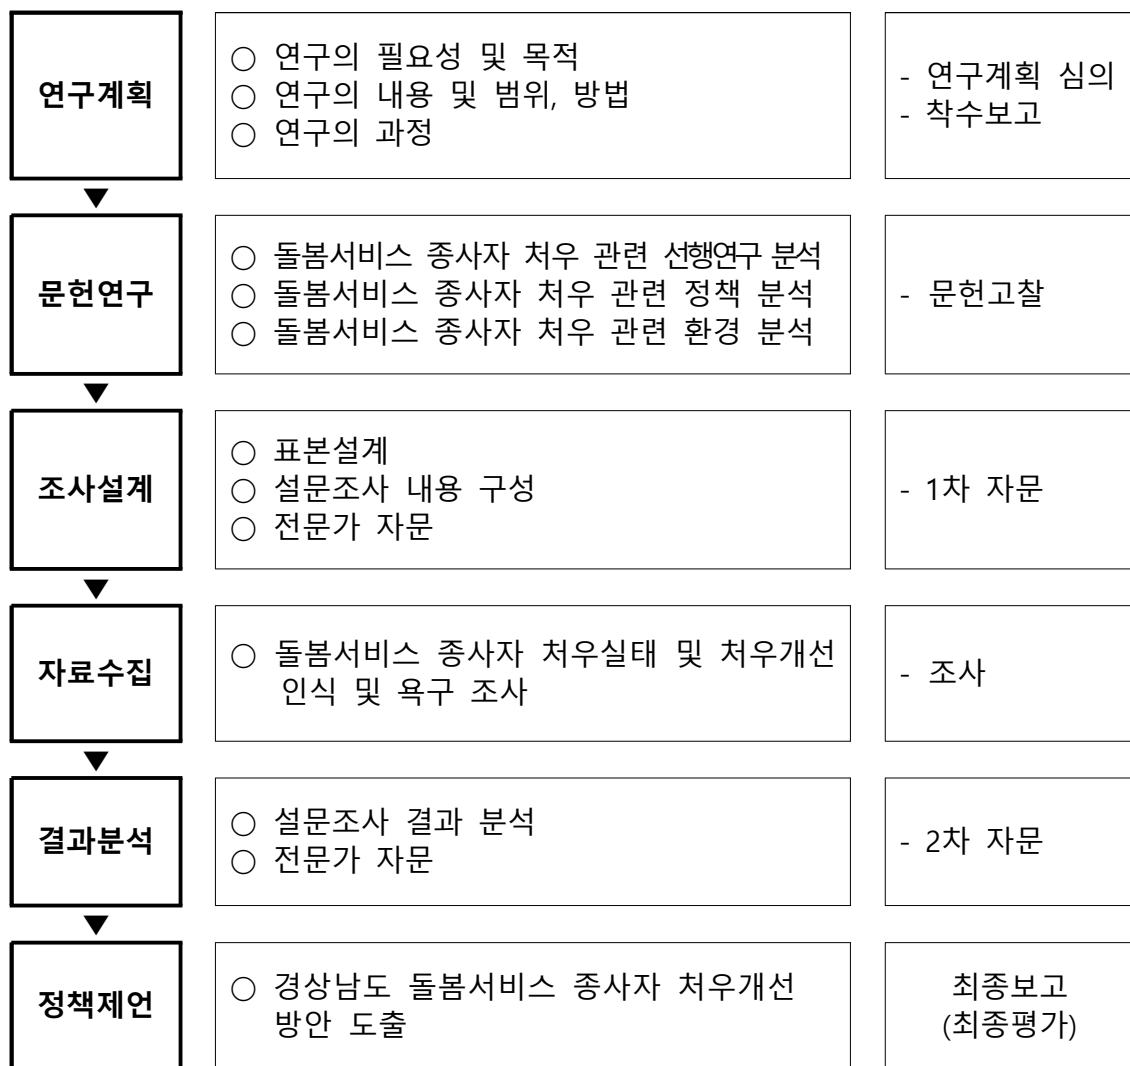 연구계획
○ 연구의 필요성 및 목적
○ 연구의 내용 및 범위, 방법
○ 연구의 과정
- 연구계획 심의
- 착수보고
▼
문헌연구
○ 돌봄서비스 종사자 처우 관련 선행연구 분석
○ 돌봄서비스 종사자 처우 관련 정책 분석
○ 돌봄서비스 종사자 처우 관련 환경 분석
- 문헌고찰
▼
조사설계
○ 표본설계
○ 설문조사 내용 구성
○ 전문가 자문
- 1차 자문
▼
자료수집
○ 돌봄서비스 종사자 처우실태 및 처우개선
인식 및 욕구 조사
- 조사
▼
결과분석
○ 설문조사 결과 분석
○ 전문가 자문
- 2차 자문
▼
정책제언
○ 경상남도 돌봄서비스 종사자 처우개선
방안 도출
최종보고
(최종평가)